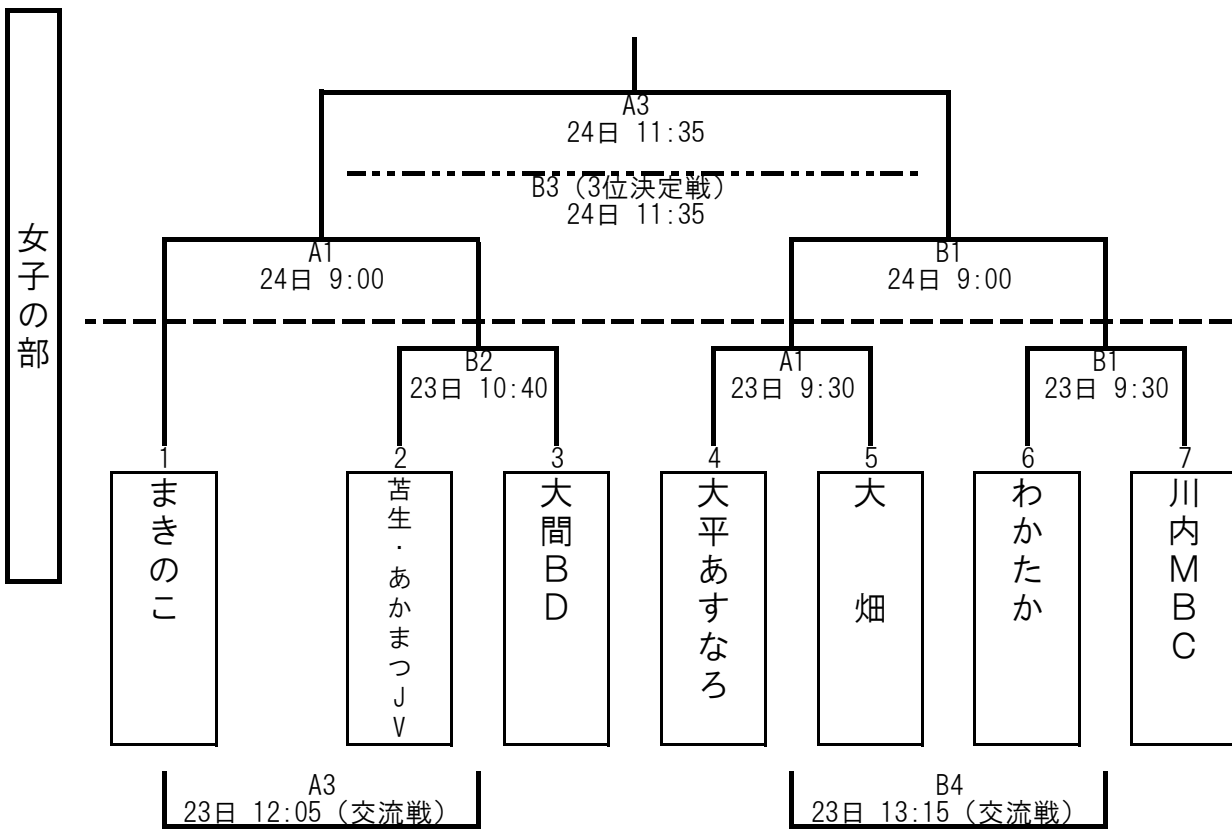 女子の部
A3
24日 11:35
B3（3位決定戦）
24日 11:35
A1
24日 9:00
B1
24日 9:00
B2
23日 10:40
A1
23日 9:30
B1
23日 9:30
1
2
3
4
5
6
7
まきのこ
苫生・あかまつJV
大間BD
大平あすなろ
大　畑
わかたか
川内MBC
A3
23日 12:05（交流戦）
B4
23日 13:15（交流戦）